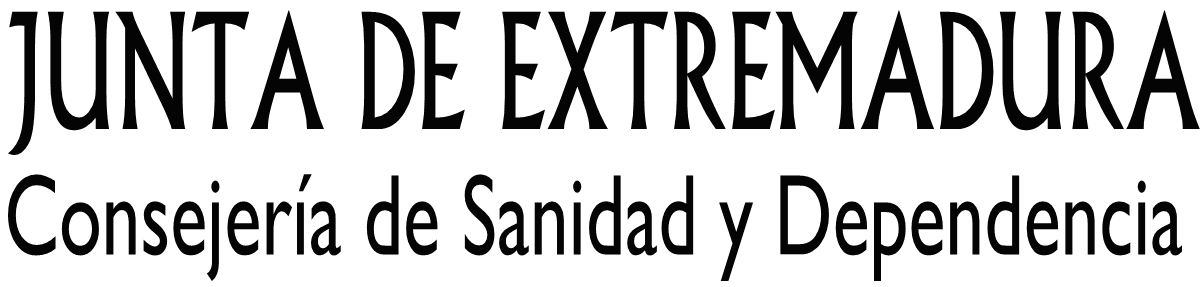 JUNTA DE EXTREMADURA
Consejería de Sanidad y Dependencia